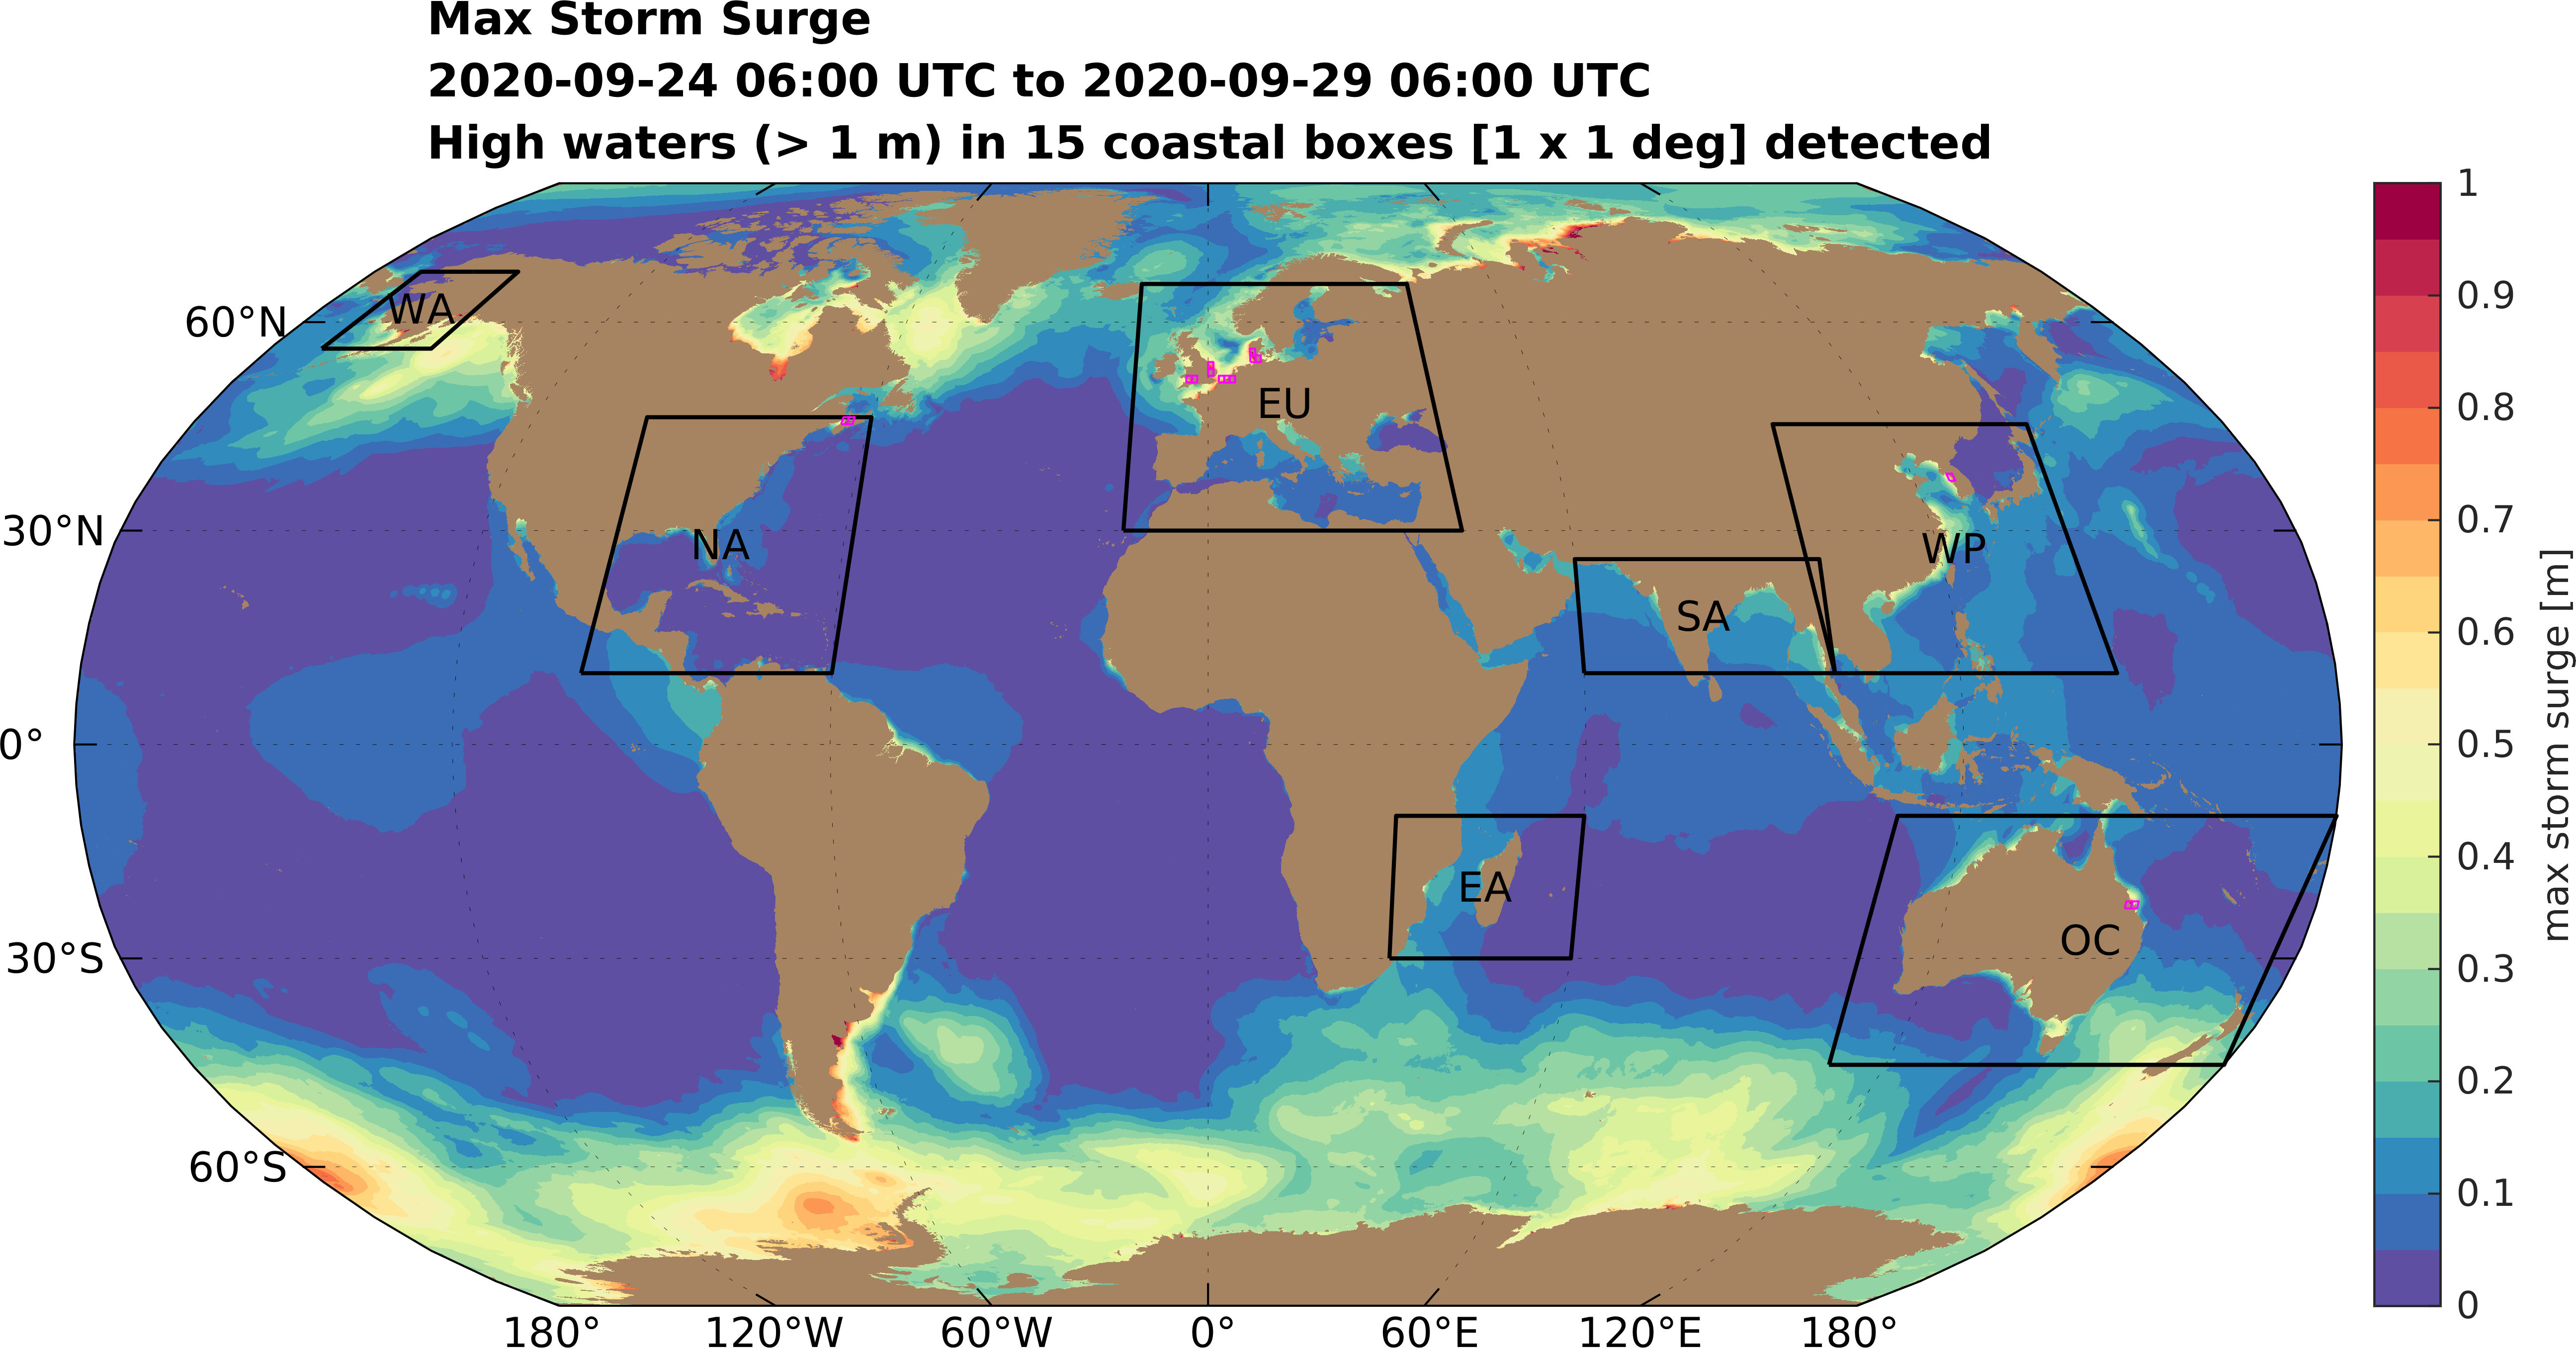 Max Storm Surge
2020-09-24 06:00 UTC to 2020-09-29 06:00 UTC
High waters (> 1 m) in 15 coastal boxes [1 x 1 deg] detected
60°N
30°N
0°
30°S
60°S
WA
NA
EU
SA
WP
EA
OC
180°
120°W
60°W
0°
60°E
120°E
180°
1
0.9
0.8
0.7
0.6
0.5
0.4
0.3
0.2
0.1
0
max storm surge [m]